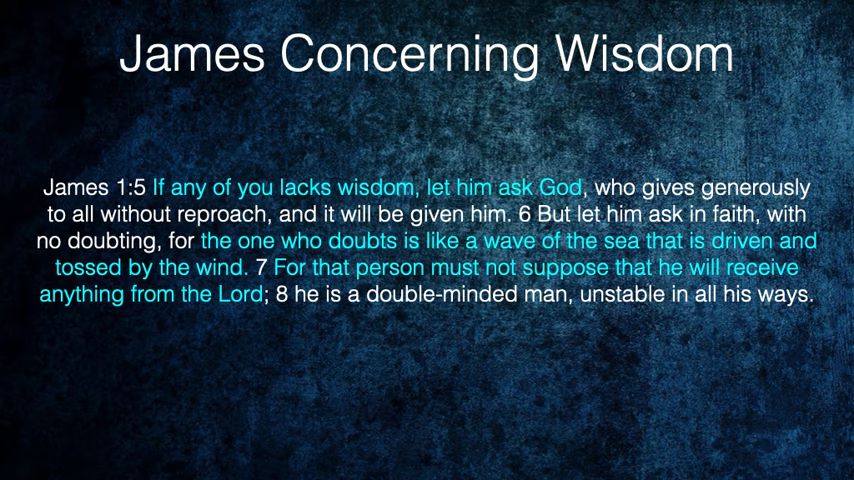 James Concerning Wisdom
James 1:5 If any of you lacks wisdom, let him ask God, who gives generously
to all without reproach, and it will be given him. 6 But let him ask in faith, with
no doubting, for the one who doubts is like a wave of the sea that is driven and
tossed by the wind. 7 For that person must not suppose that he will receive
anything from the Lord; 8 he is a double-minded man, unstable in all his ways.